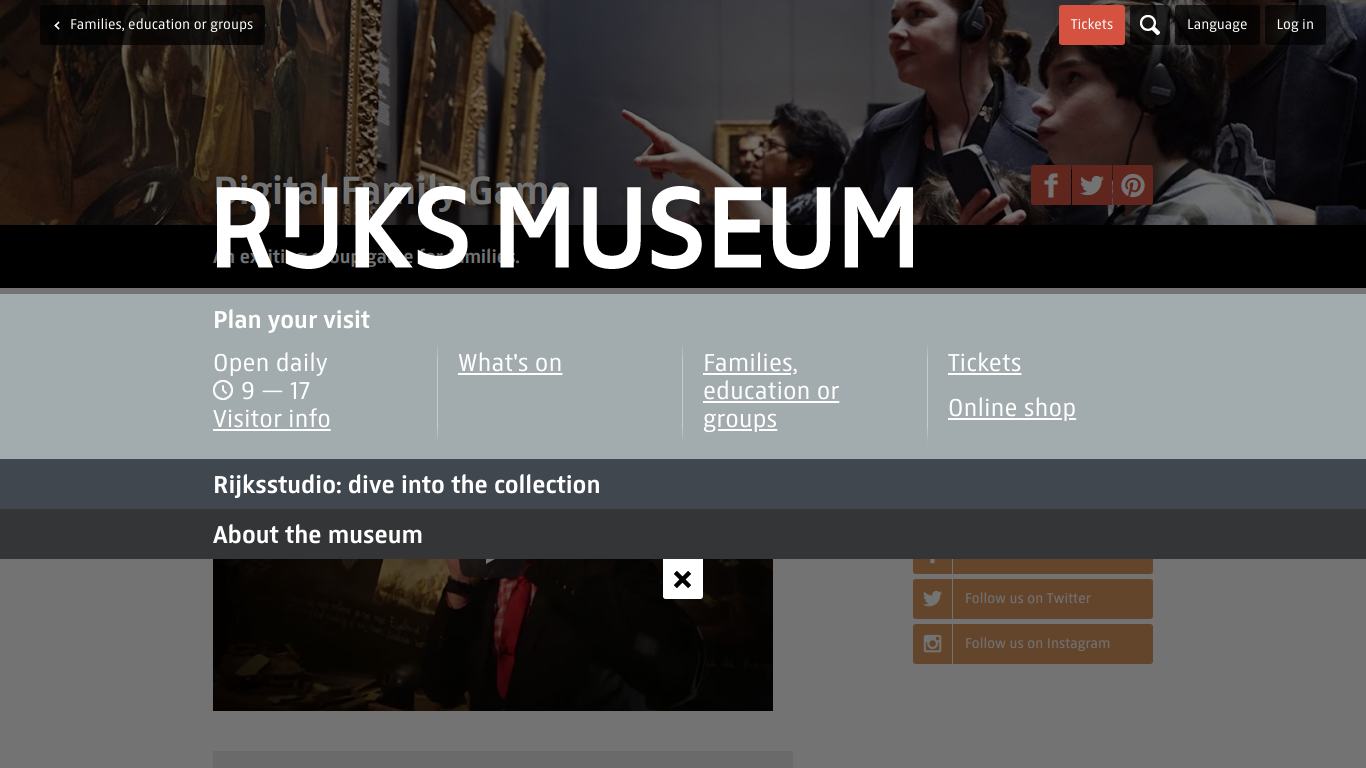 Families, education or groups
Tickets
Language
Log in
Digital Family Game
RIJKS MUSEUM
An exciting group game for families.
Plan your visit
Open daily
9 — 17
Visitor info
What's on
Families,
education or
groups
Tickets
Online shop
Rijksstudio: dive into the collection
About the museum
Follow us on Twitter
Follow us on Instagram